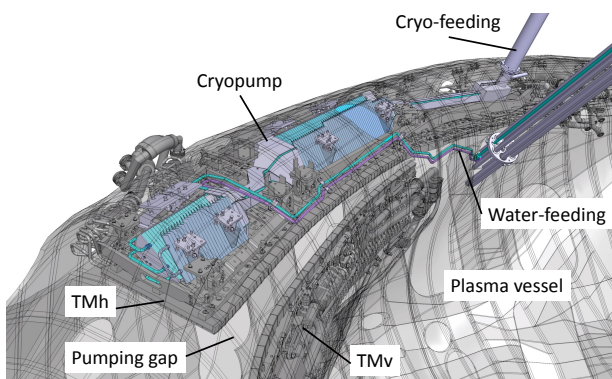 Cryo-feeding
Cryopump
Water-feeding
Plasma vessel
TMh
Pumping gap
TMv